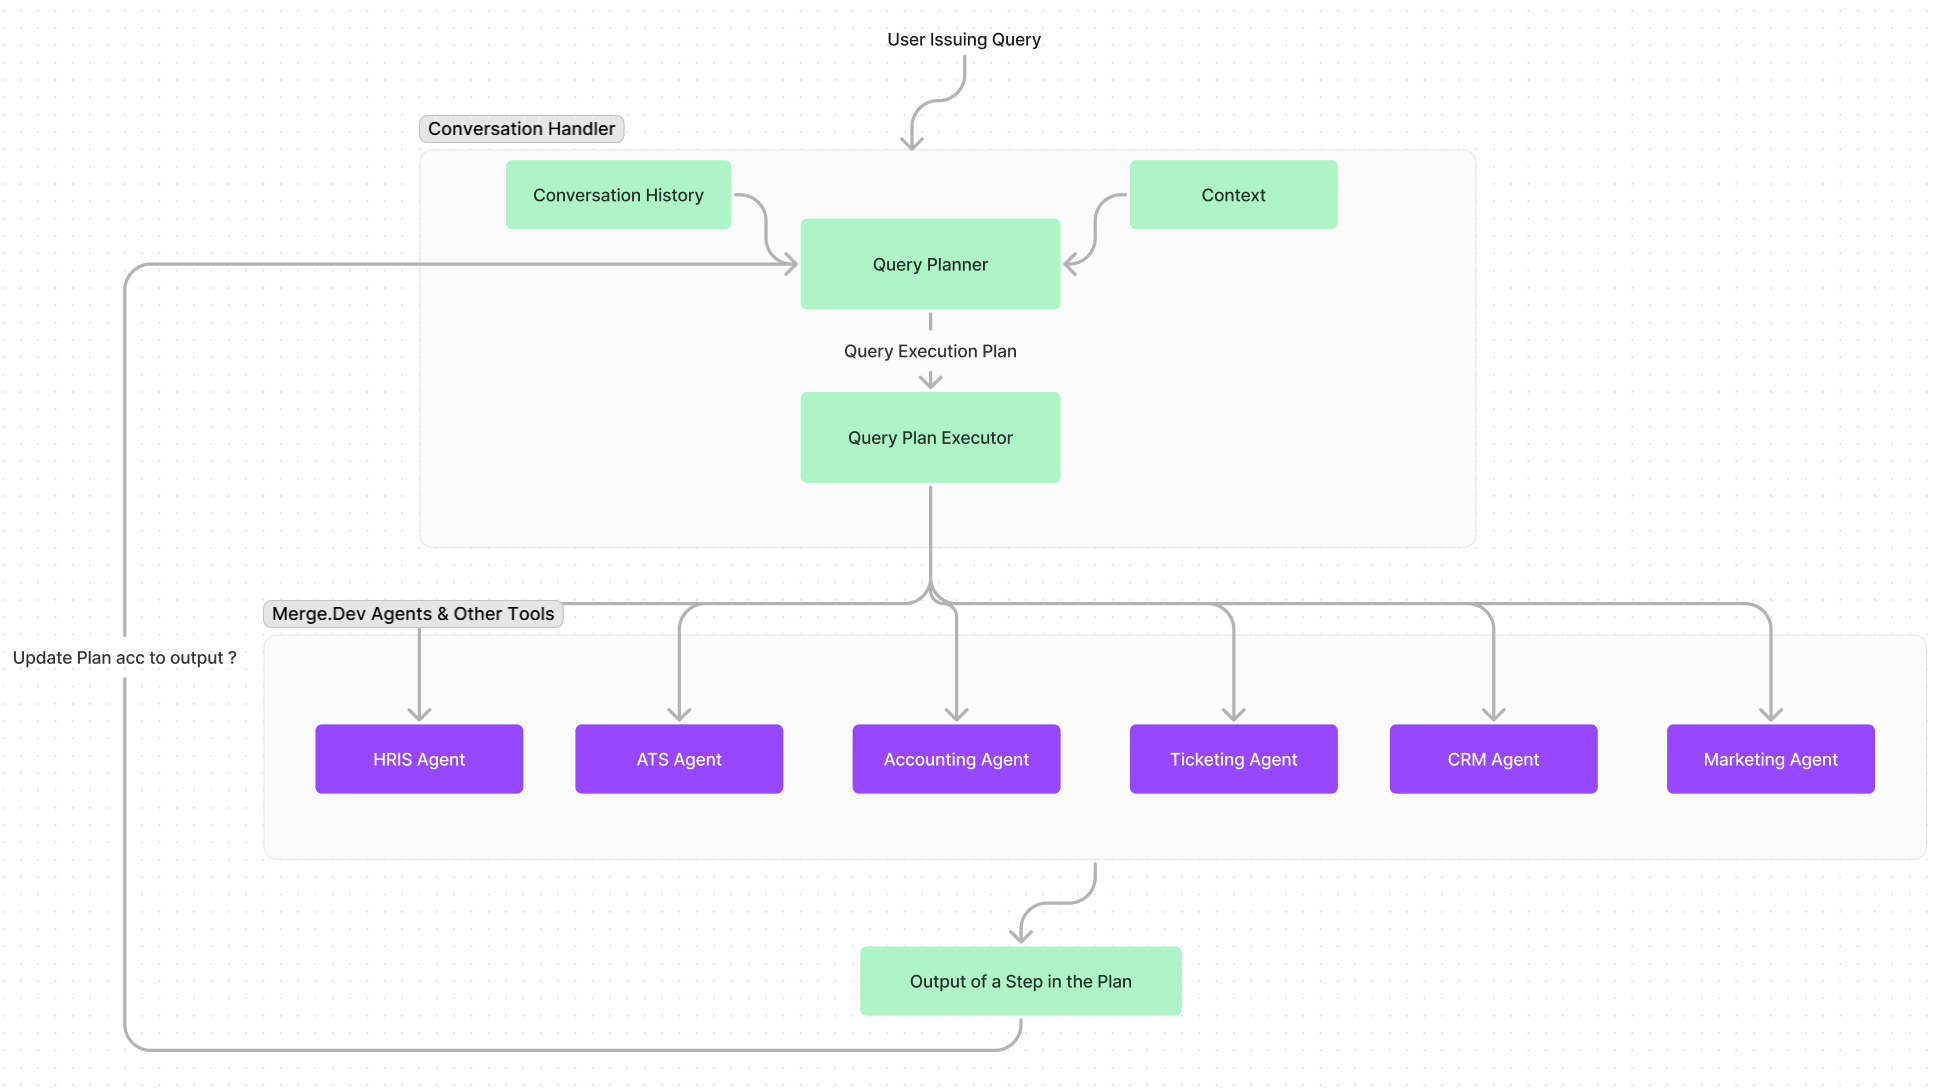 User Issuing Query
Conversation Handler
Conversation History
Context
Query Planner
Query Execution Plan
Query Plan Executor
Merge.Dev Agents & Other Tools
Update Plan acc to output ?
HRIS Agent
ATS Agent
Accounting Agent
Ticketing Agent
CRM Agent
Marketing Agent
Output of a Step in the Plan